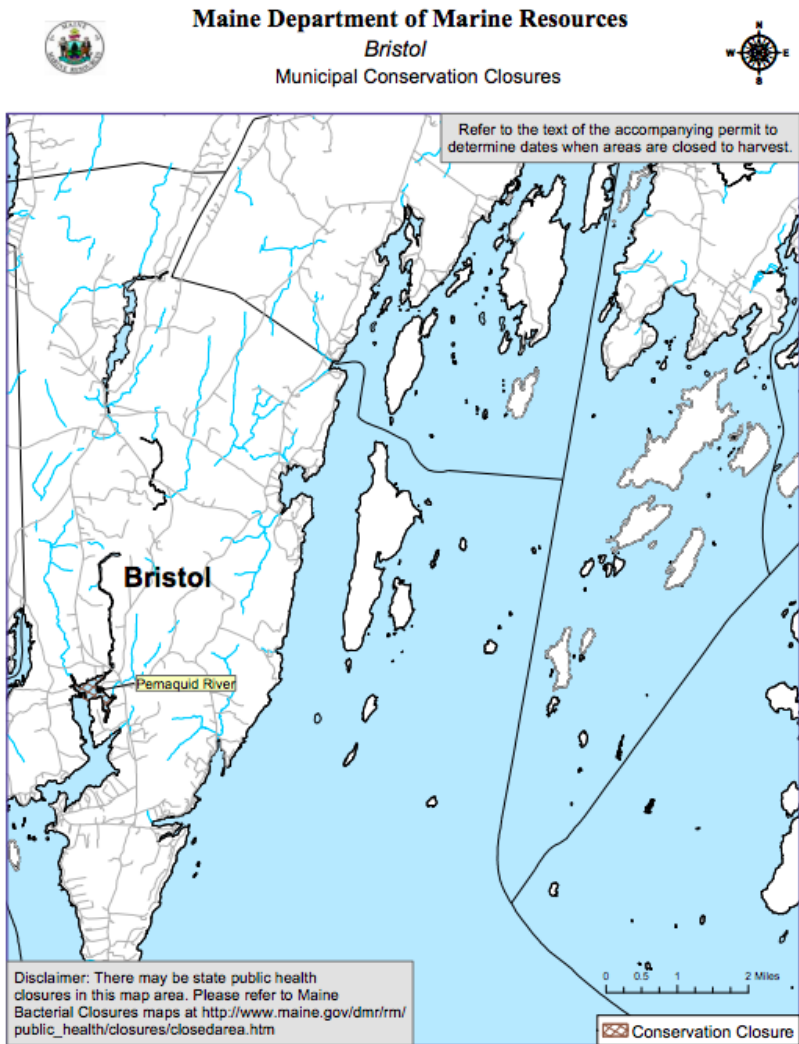 Maine Department of Marine Resources
Bristol
Municipal Conservation Closures
MAINE
MARINE RESOURCES
N
W
E
S
Refer to the text of the accompanying permit to
determine dates when areas are closed to harvest.
Bristol
Pemaquid River
0 0.5 1 2 Miles
Disclaimer: There may be state public health
closures in this map area. Please refer to Maine
Bacterial Closures maps at http://www.maine.gov/dmr/rm/
public_health/closures/closedarea.htm
Conservation Closure